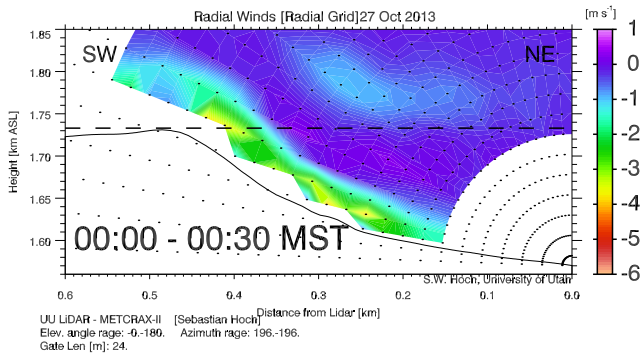 Radial Winds [Radial Grid]27 Oct 2013
[m s⁻¹]
SW
NE
1.85
1.80
1.75
1.70
1.65
1.60
Height [km ASL]
1
0
-1
-2
-3
-4
-5
-6
00:00 - 00:30 MST
S.W. Hoch, University of Utah
0.6 0.5 0.4 0.3 0.2 0.1 0.0
Distance from Lidar [km]
UU LiDAR - METCRAX-II [Sebastian Hoch]
Elev. angle rage: -0.-180. Azimuth rage: 196.-196.
Gate Len [m]: 24.